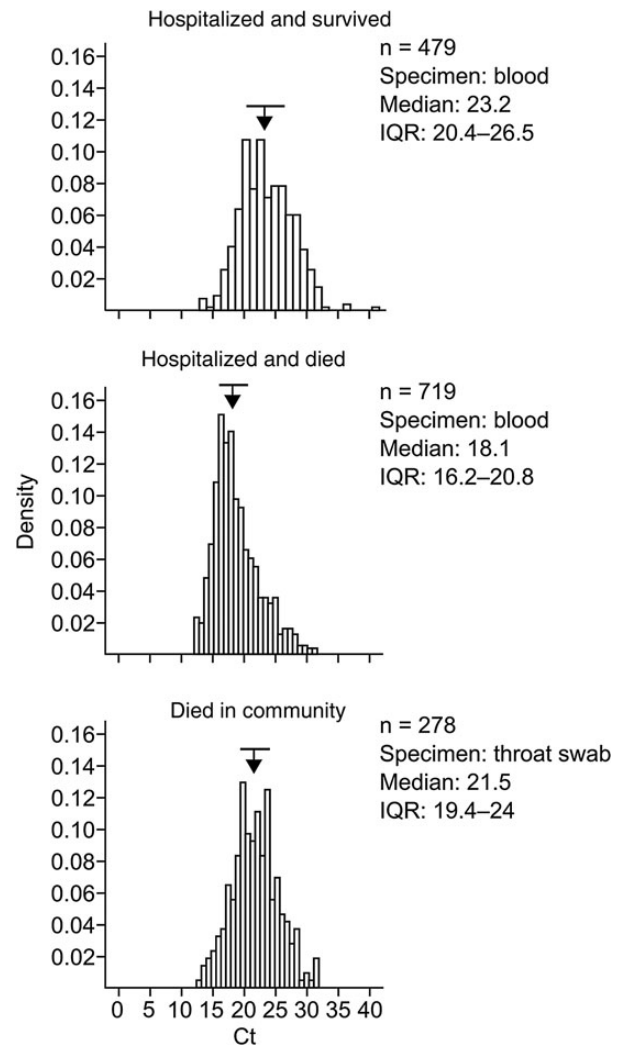 Hospitalized and survived
n = 479
Specimen: blood
Median: 23.2
IQR: 20.4–26.5
0.16
0.14
0.12
0.10
0.08
0.06
0.04
0.02
Hospitalized and died
n = 719
Specimen: blood
Median: 18.1
IQR: 16.2–20.8
0.16
0.14
0.12
0.10
0.08
0.06
0.04
0.02
Density
Died in community
n = 278
Specimen: throat swab
Median: 21.5
IQR: 19.4–24
0.16
0.14
0.12
0.10
0.08
0.06
0.04
0.02
0 5 10 15 20 25 30 35 40
Ct